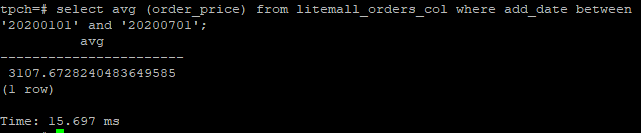 tpch=# select avg (order_price) from litemall_orders_col where add_date between
'20200101' and '20200701';
avg
-----------------------
3107.6728240483649585
(1 row)
Time: 15.697 ms